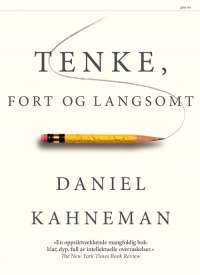 TENKE,
FORT OG LANGSOMT
DANIEL
KAHNEMAN
«En oppsiktsvekkende mangfoldig bok:
klar, dyp, full av intellektuelle overraskelser.»
The New York Times Book Review